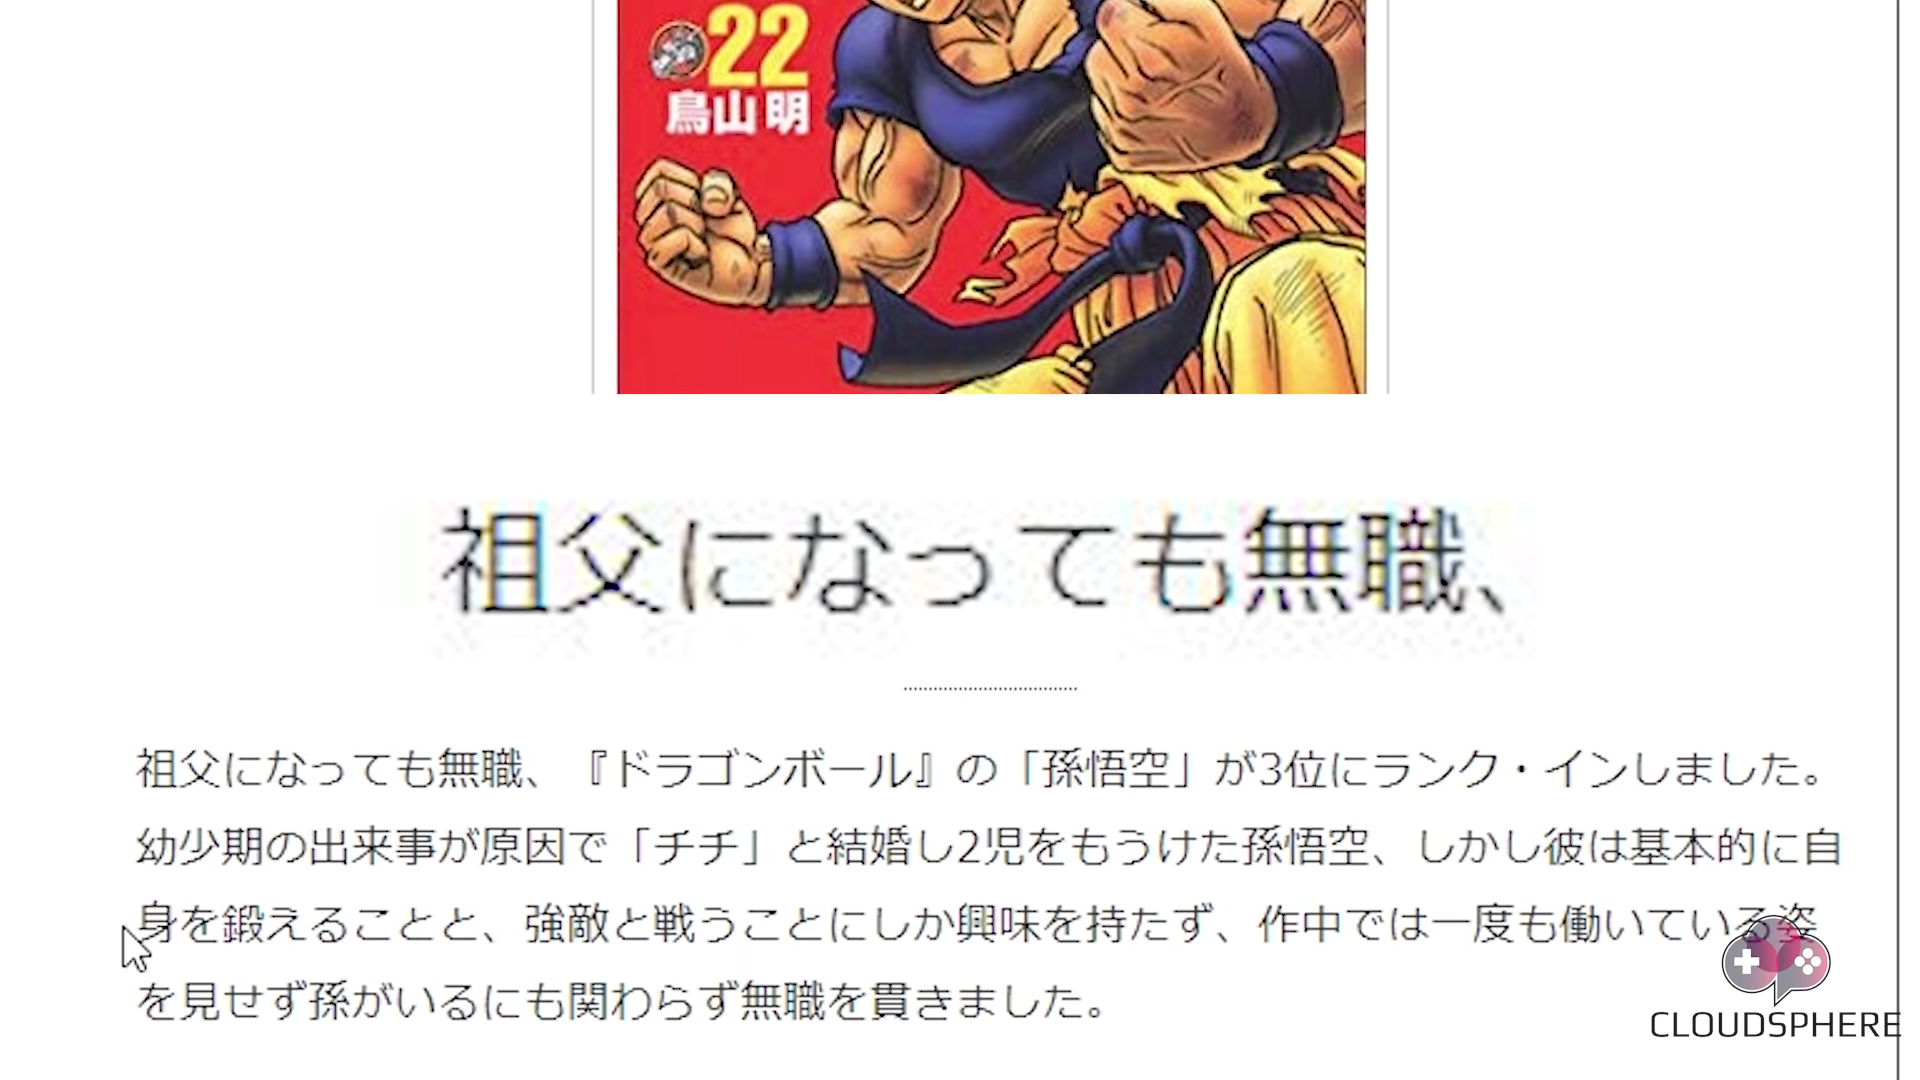 22
鳥山明
祖父になっても無職、
祖父になっても無職、『ドラゴンボール』の「孫悟空」が3位にランク・インしました。
幼少期の出来事が原因で「チチ」と結婚し2児をもうけた孫悟空、しかし彼は基本的に自
身を鍛えることと、強敵と戦うことにしか興味を持たず、作中では一度も働いている姿
を見せず孫がいるにも関わらず無職を貫きました。
CLOUDSPHERE